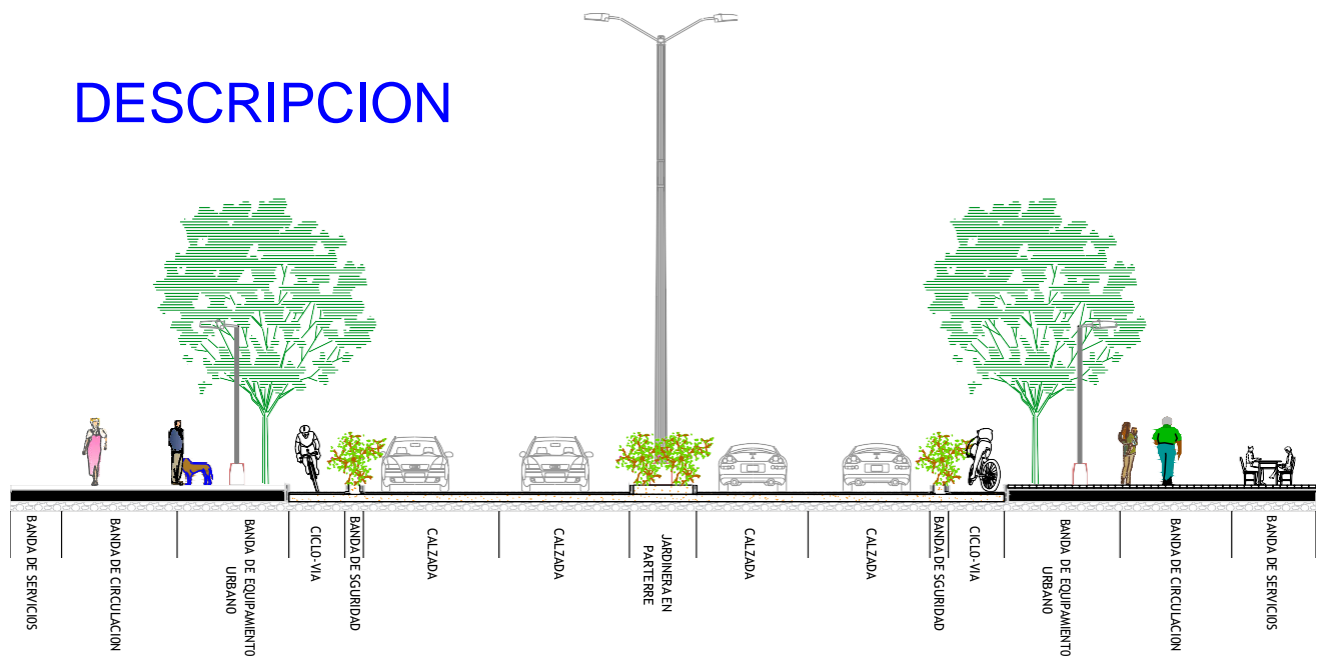 DESCRIPCION
BANDA DE SERVICIOS
BANDA DE CIRCULACION
BANDA DE EQUIPAMIENTO
URBANO
CICLO-VIA
BANDA DE SGURIDAD
CALZADA
CALZADA
JARDINERA EN
PARTERRE
CALZADA
CALZADA
BANDA DE SGURIDAD
CICLO-VIA
BANDA DE EQUIPAMIENTO
URBANO
BANDA DE CIRCULACION
BANDA DE SERVICIOS